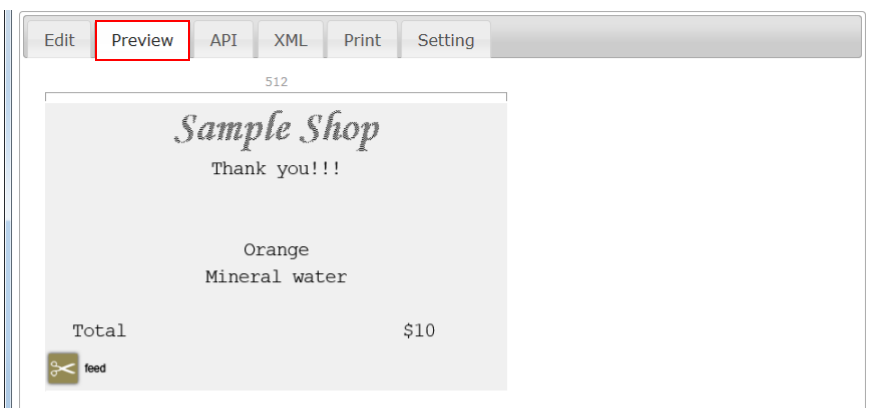 Edit Preview API XML Print Setting
512
Sample Shop
Thank you!!!
Orange
Mineral water
Total $10
feed